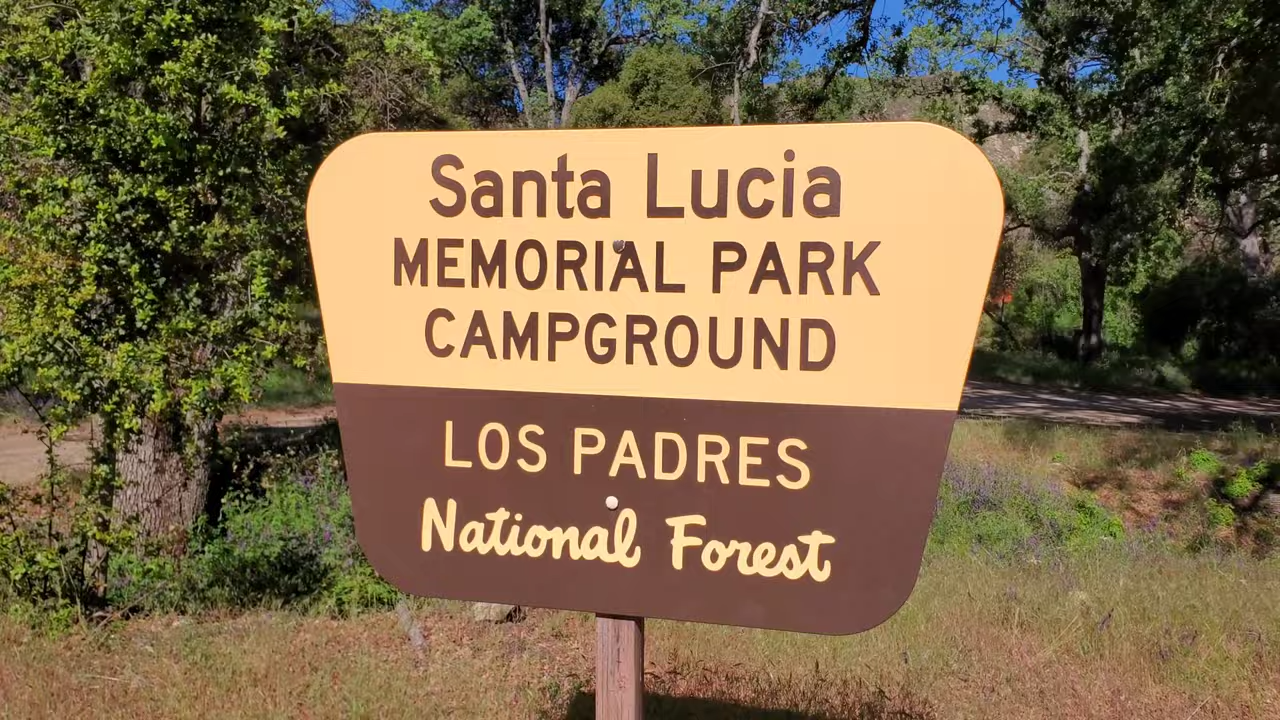 Santa Lucia
MEMORIAL PARK
CAMPGROUND
LOS PADRES
National Forest